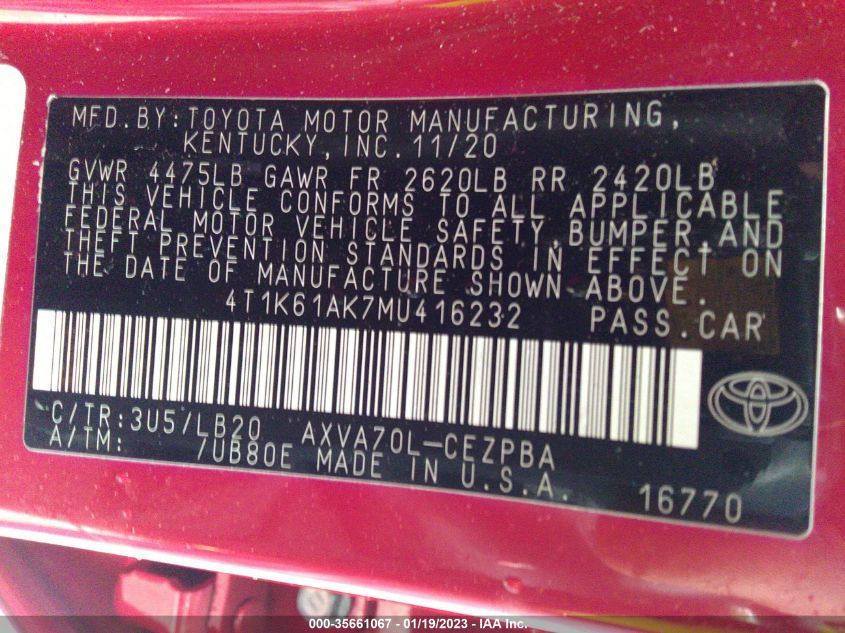 MFD.BY:TOYOTA MOTOR MANUFACTURING,
KENTUCKY,INC.11/20
GVWR 4475LB GAWR FR 2620LB RR 2420LB
THIS VEHICLE CONFORMS TO ALL APPLICABLE
FEDERAL MOTOR VEHICLE SAFETY,BUMPER,AND
THEFT PREVENTION STANDARDS IN EFFECT ON
THE DATE OF MANUFACTURE SHOWN ABOVE.
4T1K61AK7MU416232 PASS.CAR
C/TR:3U5/LB20 AXVA70L-CEZPBA
A/TM: /UB80E MADE IN U.S.A.
16770
000-35661067 - 01/19/2023 - IAA Inc.